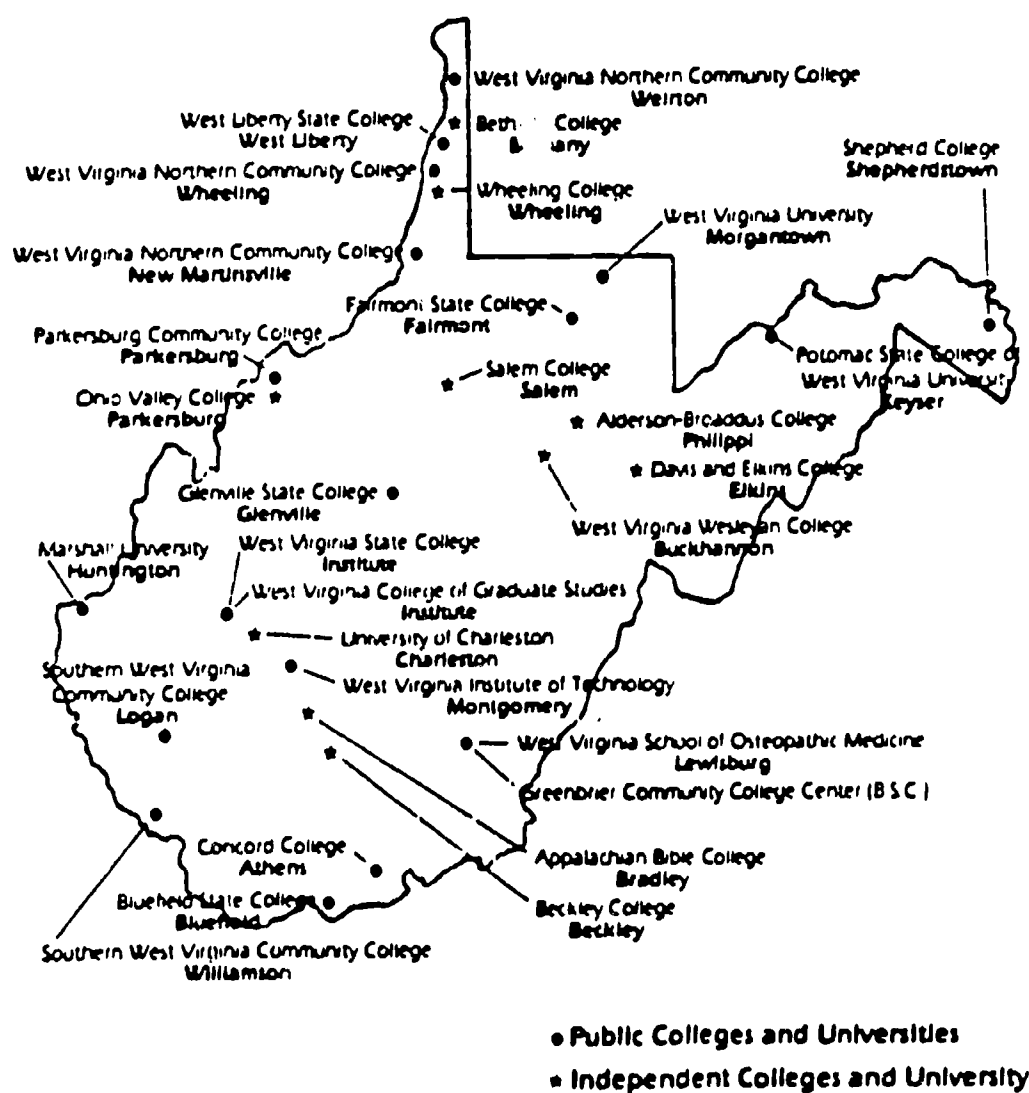 West Virginia Northern Community College
Weirton
West Liberty State College
West Liberty
College
West Virginia Northern Community College
Wheeling
Wheeling College
Wheeling
Shepherd College
Shepherdstown
West Virginia University
Morgantown
West Virginia Northern Community College
New Martinsville
Fairmont State College
Fairmont
Parkersburg Community College
Parkersburg
Potomac State College of
West Virginia University
Keyser
Salem College
Salem
Ohio Valley College
Parkersburg
Alderson-Broaddus College
Philippi
Davis and Elkins College
Elkins
Glenville State College
Glenville
West Virginia Wesleyan College
Buckhannon
Marshall University
Huntington
West Virginia State College
Institute
West Virginia College of Graduate Studies
Institute
University of Charleston
Charleston
Southern West Virginia
Community College
Logan
West Virginia Institute of Technology
Montgomery
West Virginia School of Osteopathic Medicine
Lewisburg
Greenbrier Community College Center (B.S.C.)
Concord College
Athens
Appalachian Bible College
Bradley
Bluefield State College
Bluefield
Beckley College
Beckley
Southern West Virginia Community College
Williamson
Public Colleges and Universities
Independent Colleges and University